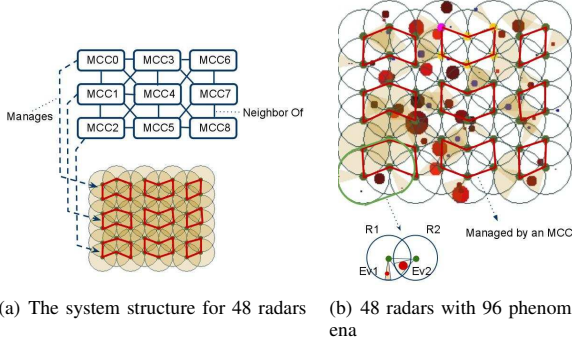 MCC0 MCC3 MCC6
MCC1 MCC4 MCC7
Manages
Neighbor Of
MCC2 MCC5 MCC8
R1 R2
Managed by an MCC
Ev1 Ev2
(a) The system structure for 48 radars
(b) 48 radars with 96 phenom
ena